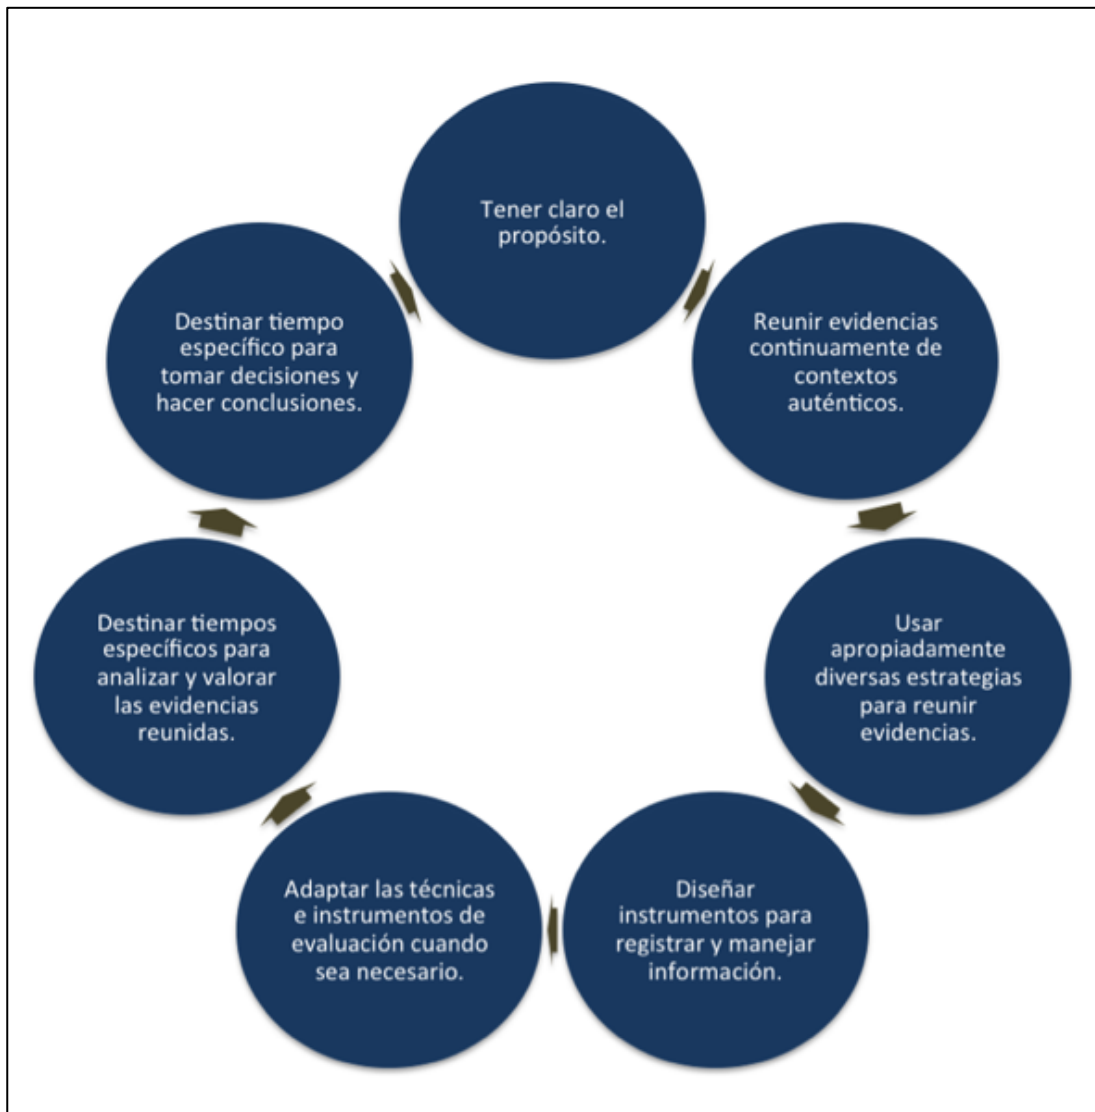 Tener claro el
propósito.
Reunir evidencias
continuamente de
contextos
auténticos.
Usar
apropiadamente
diversas estrategias
para reunir
evidencias.
Diseñar
instrumentos para
registrar y manejar
información.
Adaptar las técnicas
e instrumentos de
evaluación cuando
sea necesario.
Destinar tiempos
específicos para
analizar y valorar
las evidencias
reunidas.
Destinar tiempo
específico para
tomar decisiones y
hacer conclusiones.